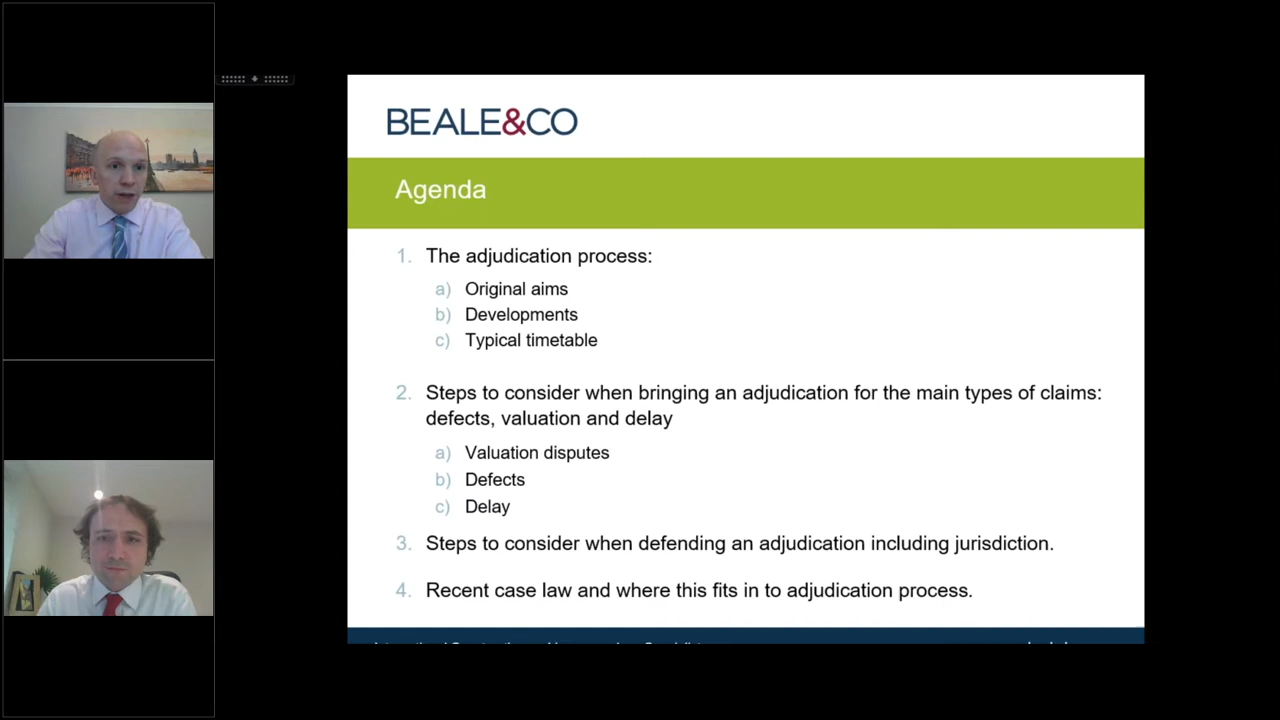 BEALE&CO
Agenda
1. The adjudication process:
a) Original aims
b) Developments
c) Typical timetable
2. Steps to consider when bringing an adjudication for the main types of claims:
defects, valuation and delay
a) Valuation disputes
b) Defects
c) Delay
3. Steps to consider when defending an adjudication including jurisdiction.
4. Recent case law and where this fits in to adjudication process.